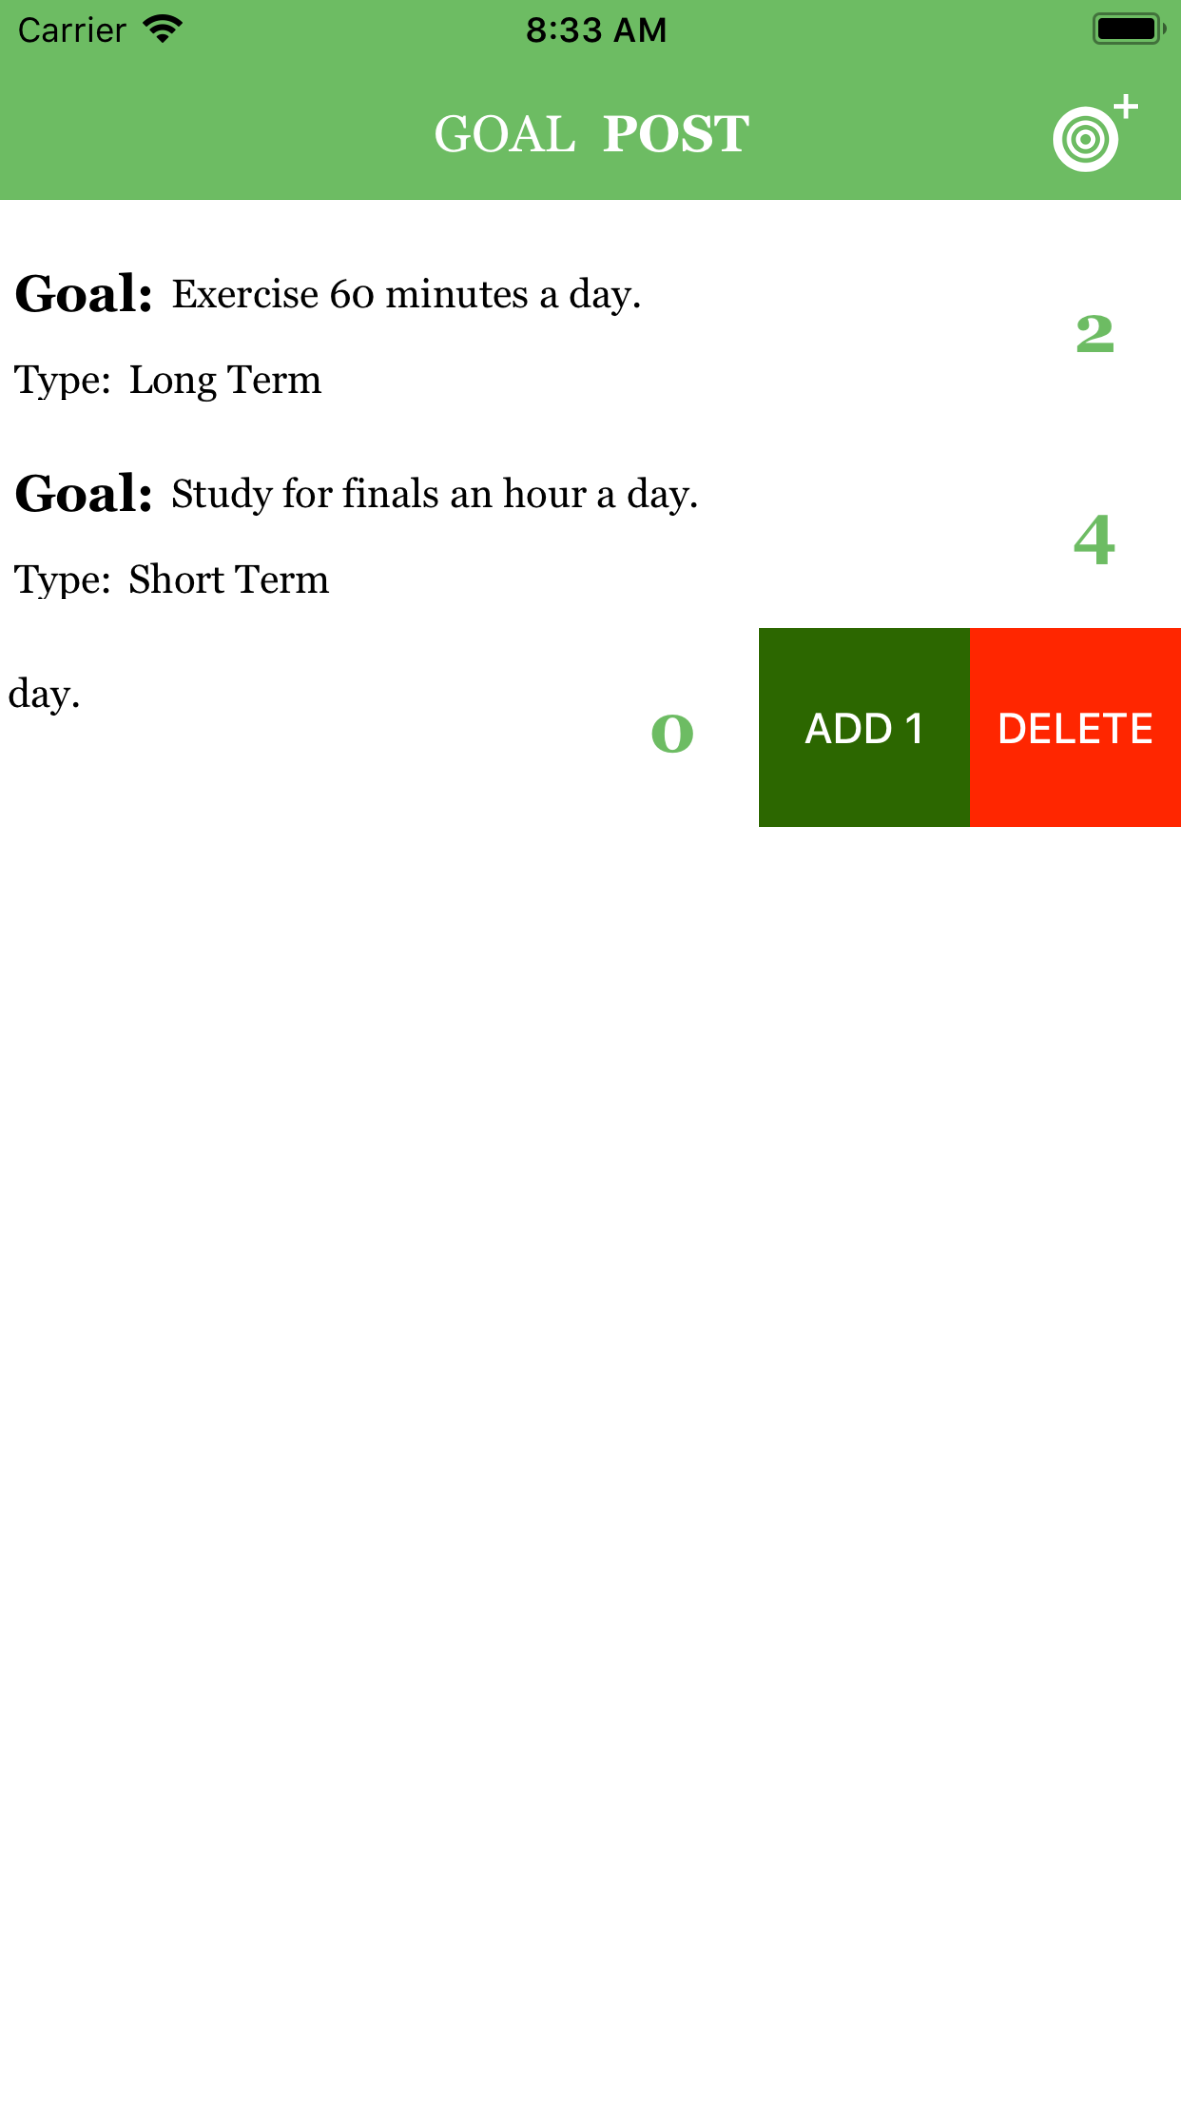 Carrier 8:33 AM
GOAL POST
Goal: Exercise 60 minutes a day.
2
Type: Long Term
Goal: Study for finals an hour a day.
4
Type: Short Term
day.
0
ADD 1 DELETE